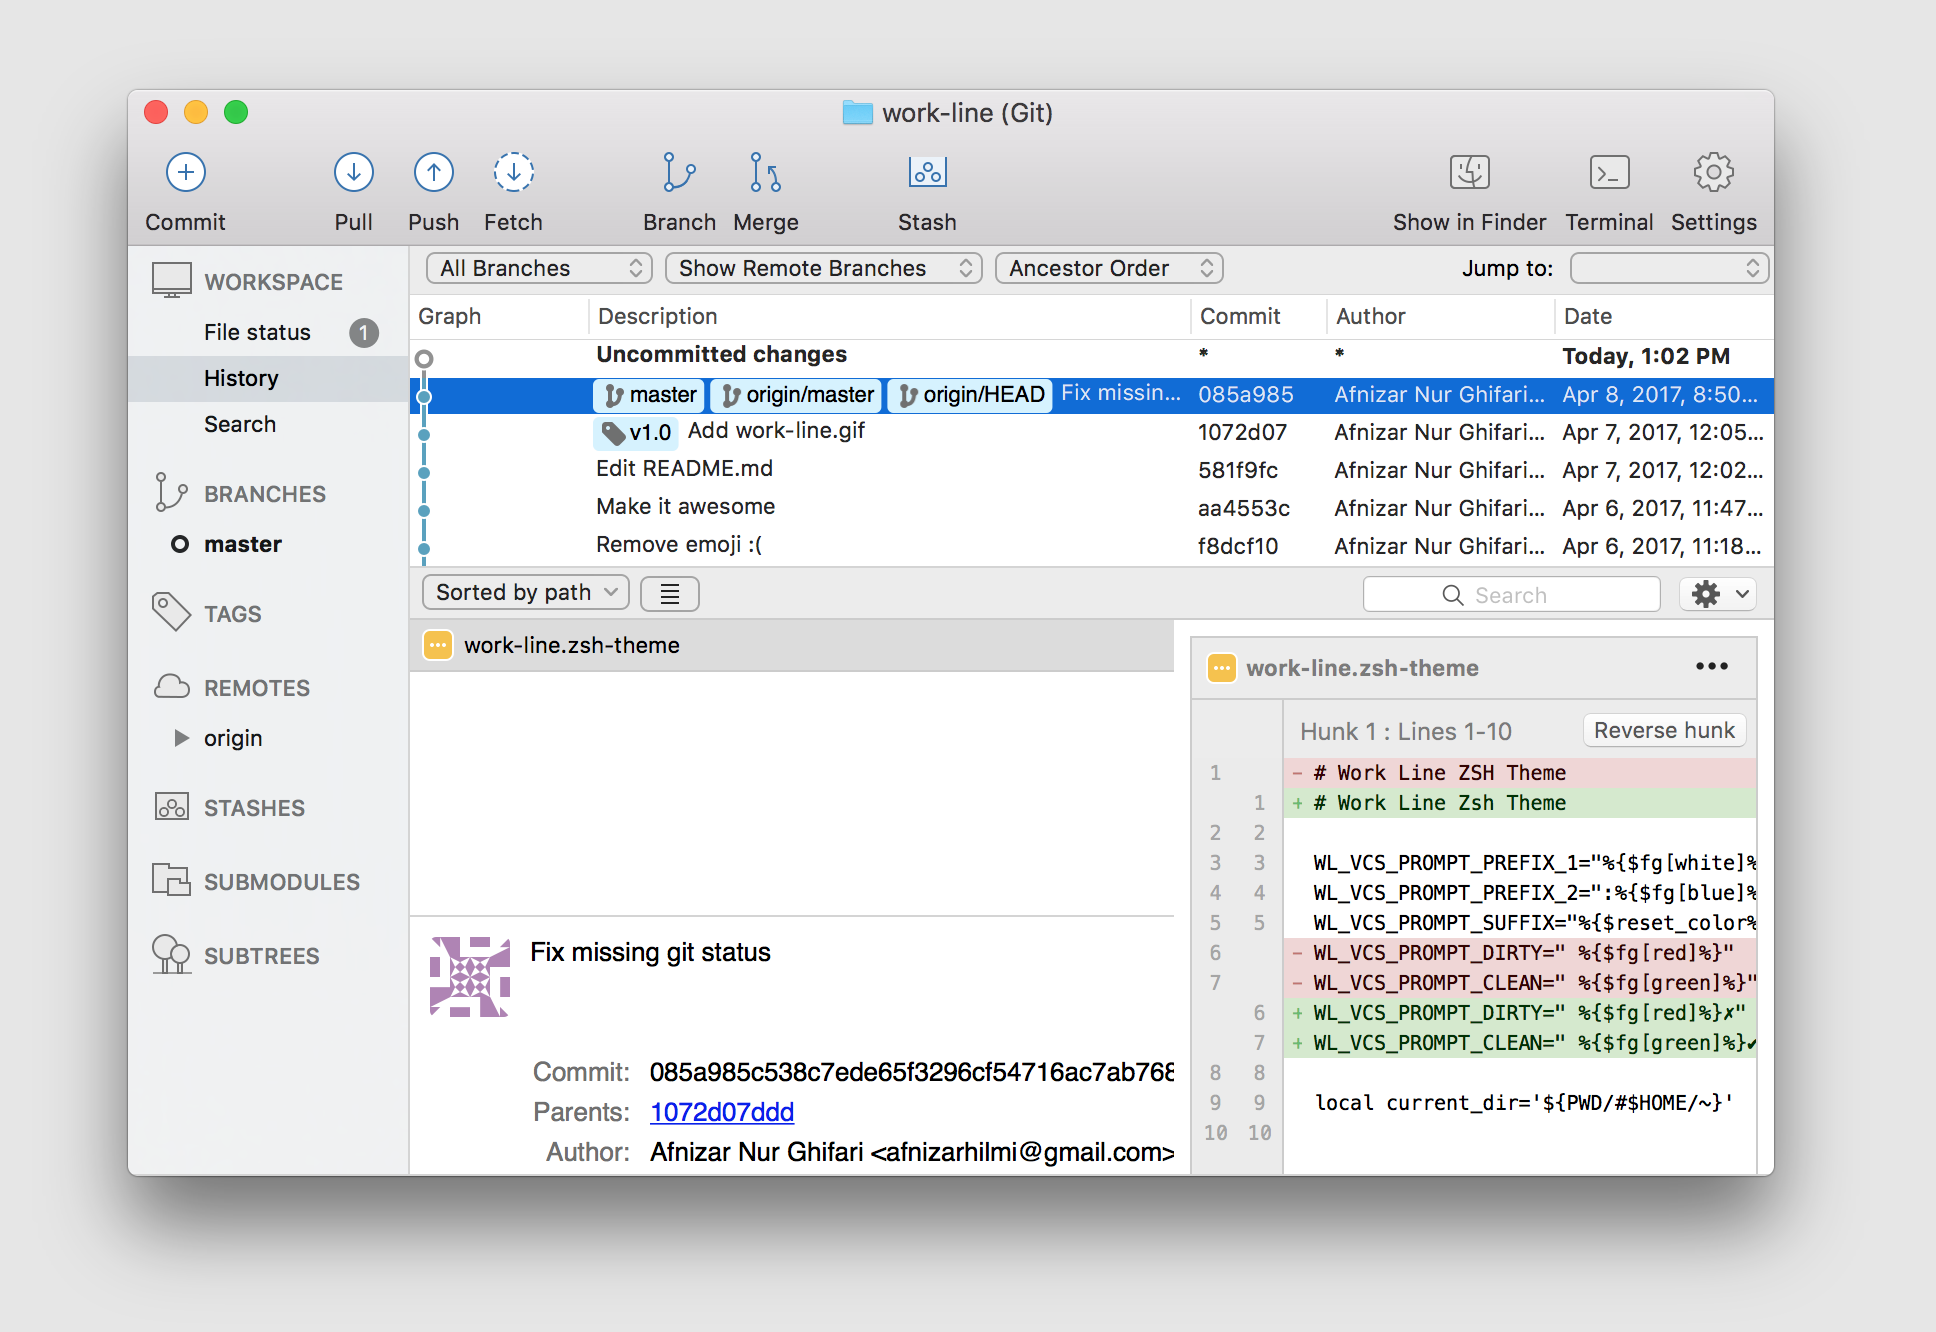 work-line (Git)
Commit Pull Push Fetch Branch Merge Stash Show in Finder Terminal Settings
WORKSPACE
File status 1
History
Search
BRANCHES
master
TAGS
REMOTES
origin
STASHES
SUBMODULES
SUBTREES
All Branches Show Remote Branches Ancestor Order Jump to:
Graph Description Commit Author Date
Uncommitted changes * * Today, 1:02 PM
master origin/master origin/HEAD Fix missin... 085a985 Afnizar Nur Ghifari... Apr 8, 2017, 8:50...
v1.0 Add work-line.gif 1072d07 Afnizar Nur Ghifari... Apr 7, 2017, 12:05...
Edit README.md 581f9fc Afnizar Nur Ghifari... Apr 7, 2017, 12:02...
Make it awesome aa4553c Afnizar Nur Ghifari... Apr 6, 2017, 11:47...
Remove emoji :( f8dcf10 Afnizar Nur Ghifari... Apr 6, 2017, 11:18...
Sorted by path Search
work-line.zsh-theme
Fix missing git status
Commit: 085a985c538c7ede65f3296cf54716ac7ab768
Parents: 1072d07ddd
Author: Afnizar Nur Ghifari <afnizarhilmi@gmail.com>
work-line.zsh-theme
Hunk 1 : Lines 1-10 Reverse hunk
1 - # Work Line ZSH Theme
1 + # Work Line Zsh Theme
2 2
3 3 WL_VCS_PROMPT_PREFIX_1="%{$fg[white]%
4 4 WL_VCS_PROMPT_PREFIX_2=":%{$fg[blue]%
5 5 WL_VCS_PROMPT_SUFFIX="%{$reset_color%
6 - WL_VCS_PROMPT_DIRTY=" %{$fg[red]%}"
7 - WL_VCS_PROMPT_CLEAN=" %{$fg[green]%}"
6 + WL_VCS_PROMPT_DIRTY=" %{$fg[red]%}✗"
7 + WL_VCS_PROMPT_CLEAN=" %{$fg[green]%}✔
8 8
9 9 local current_dir='${PWD/#$HOME/~}'
10 10